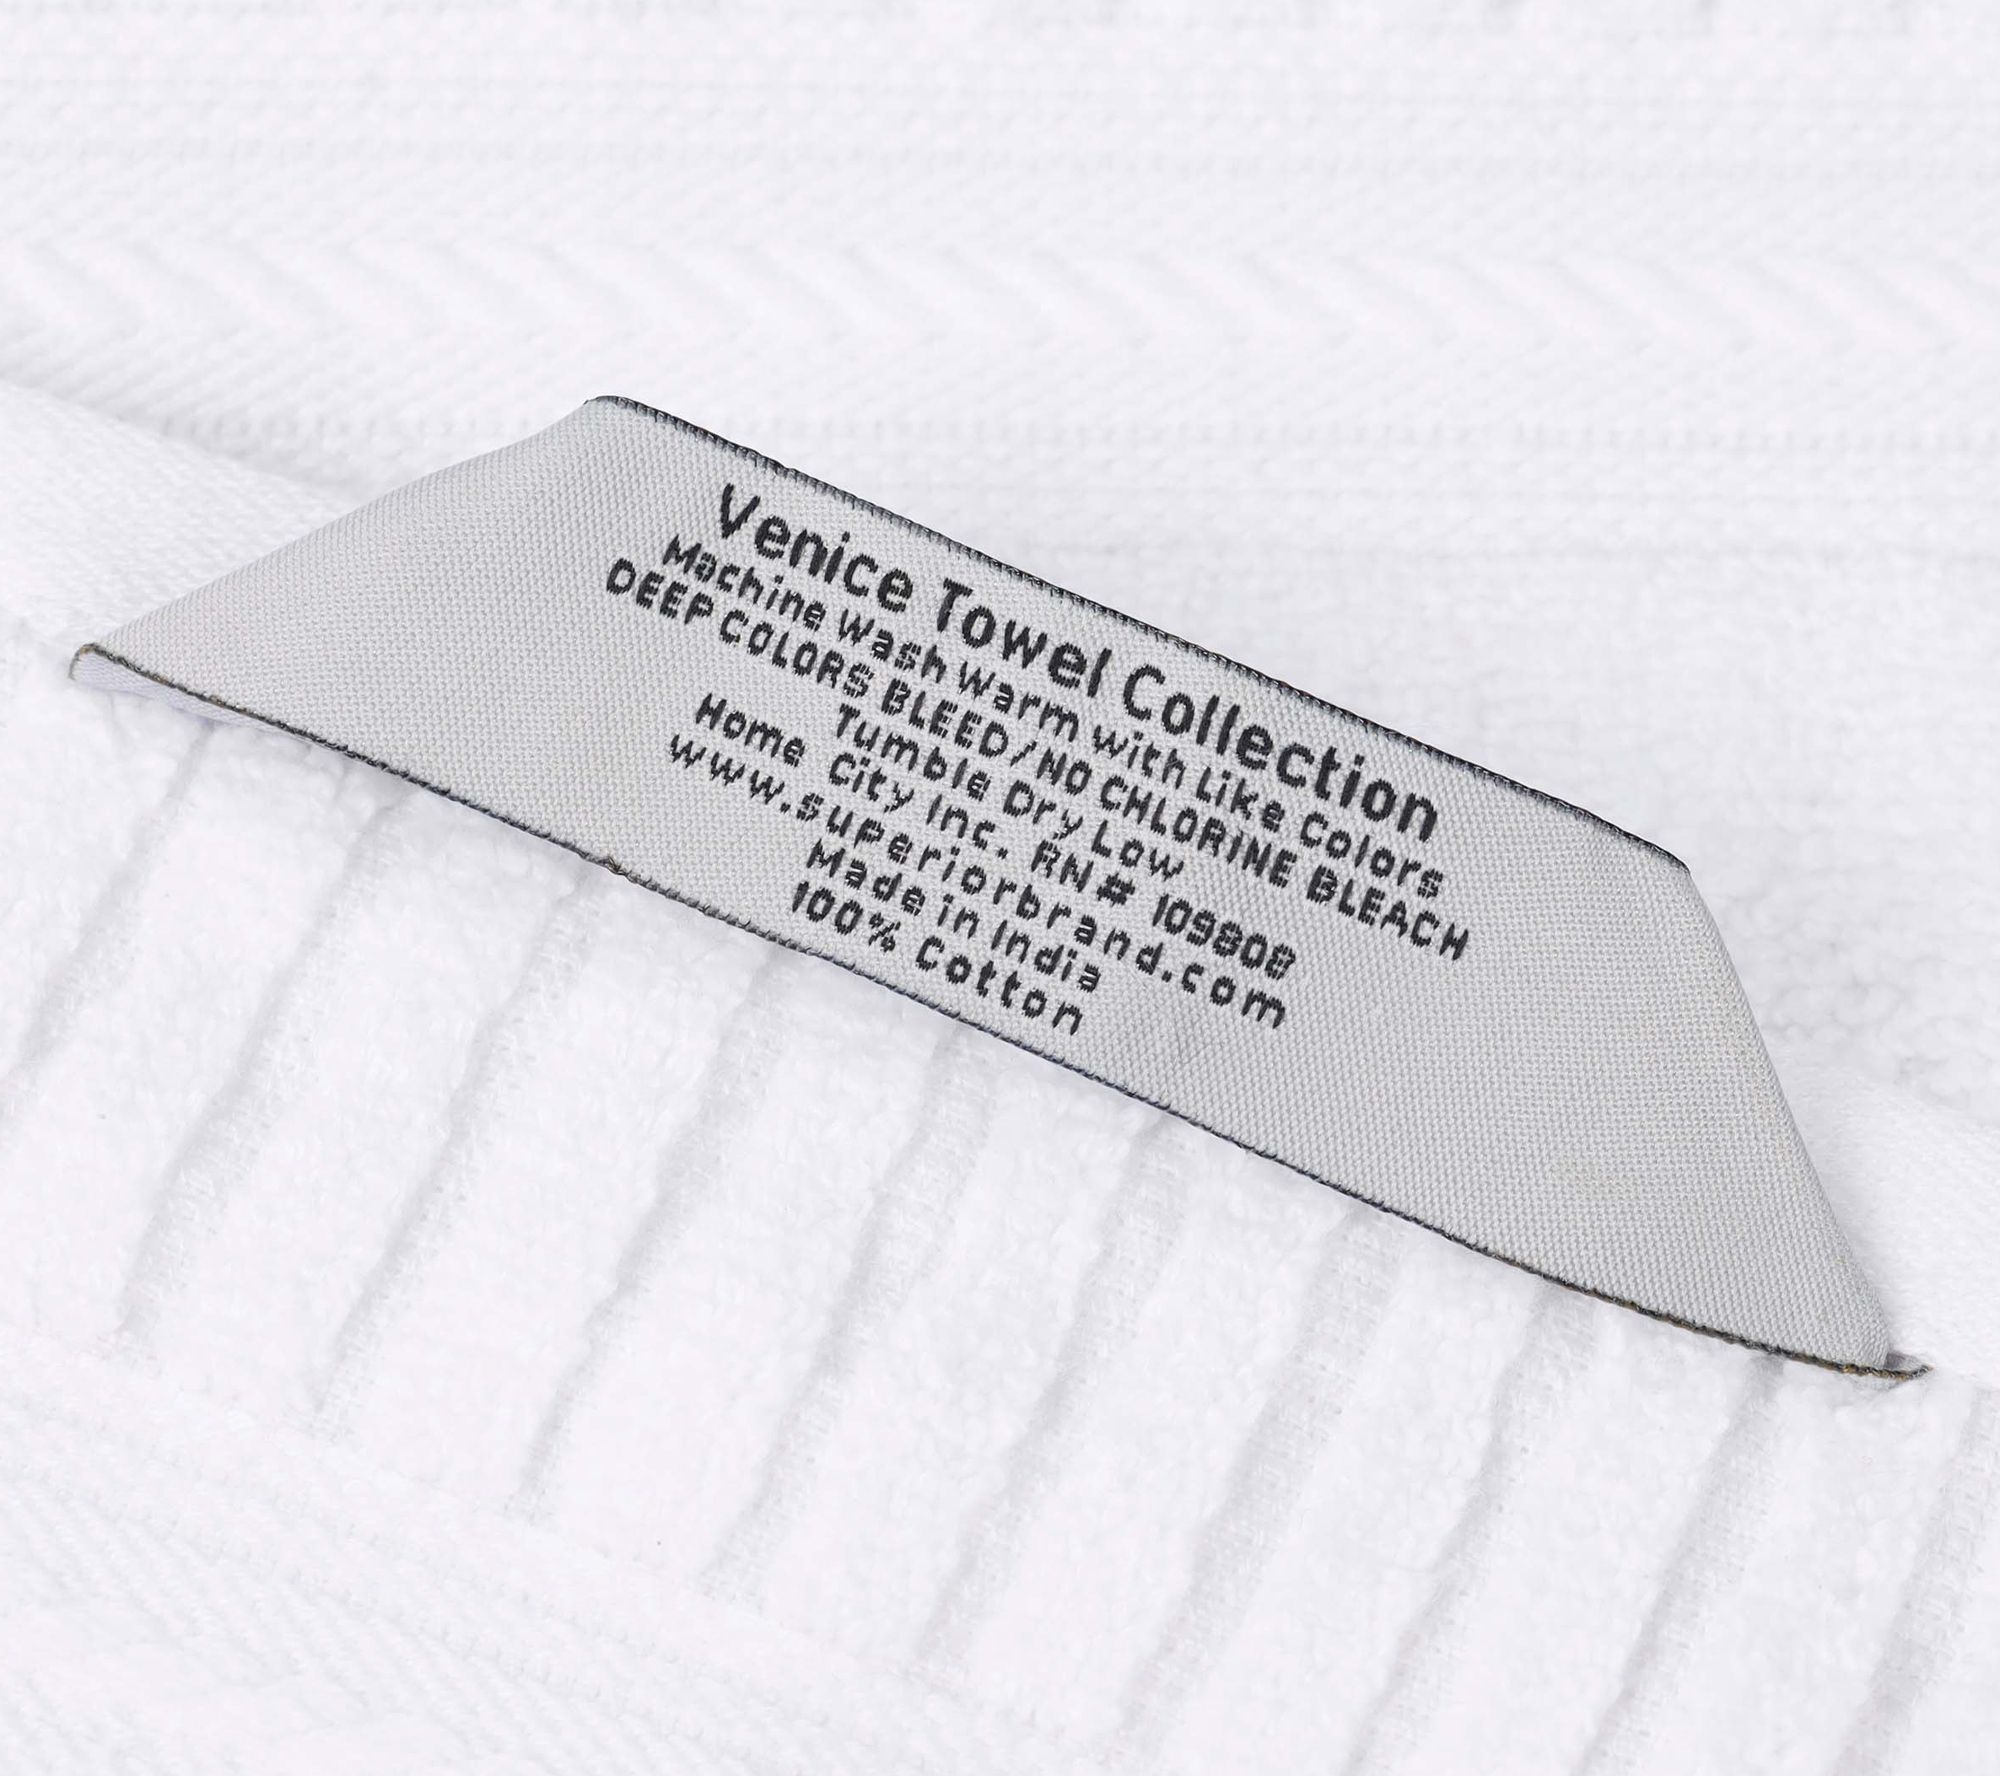 Venice Towel Collection
Machine Wash Warm with Like Colors
DEEP COLORS BLEED/NO CHLORINE BLEACH
Tumble Dry Low
Home City Inc. RN# 109808
www.superiorbrand.com
Made in India
100% Cotton